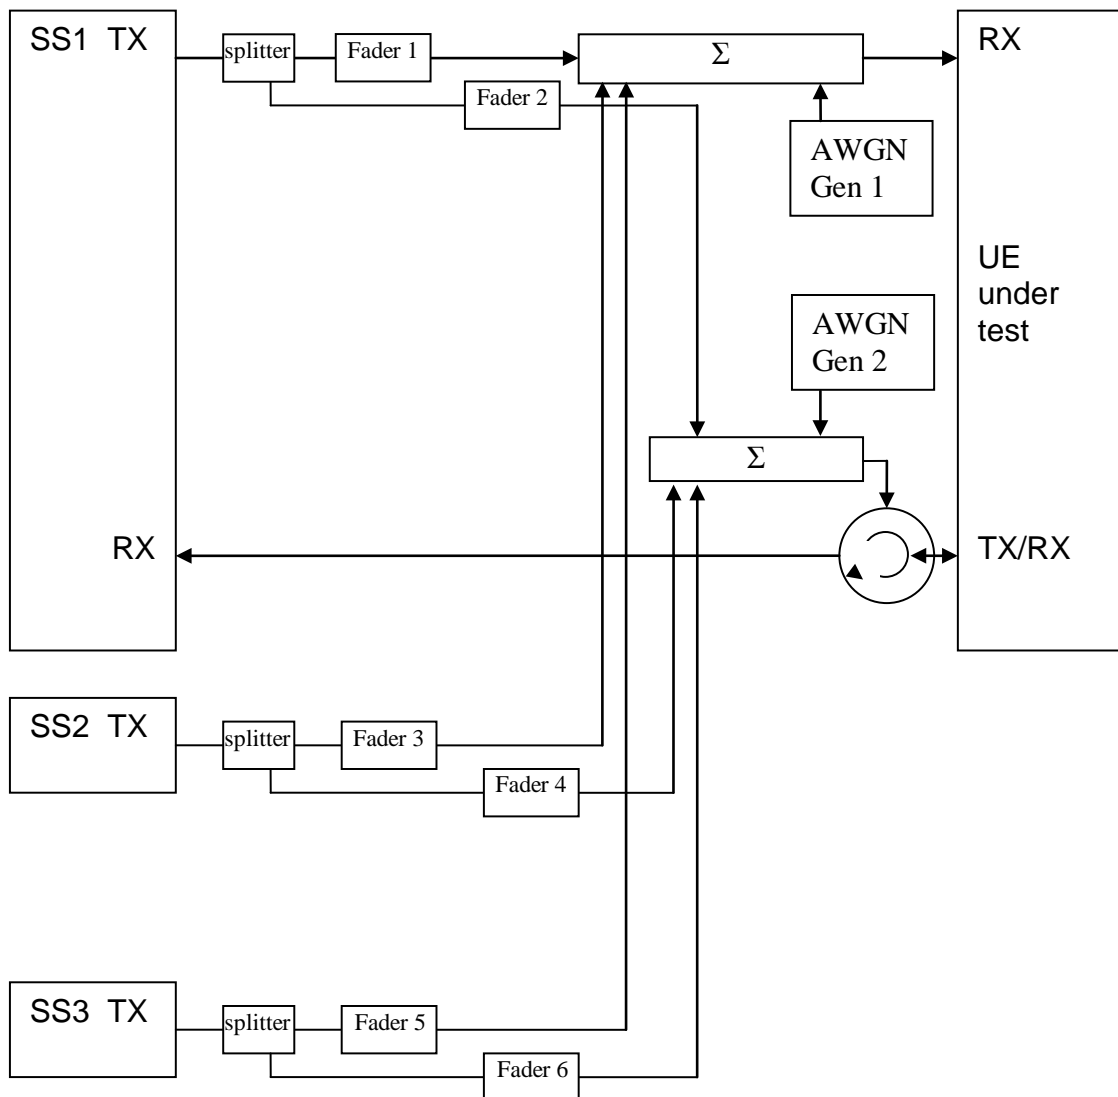 SS1 TX
splitter
Fader 1
Σ
RX
Fader 2
AWGN
Gen 1
UE
under
test
AWGN
Gen 2
Σ
RX
TX/RX
SS2 TX
splitter
Fader 3
Fader 4
SS3 TX
splitter
Fader 5
Fader 6